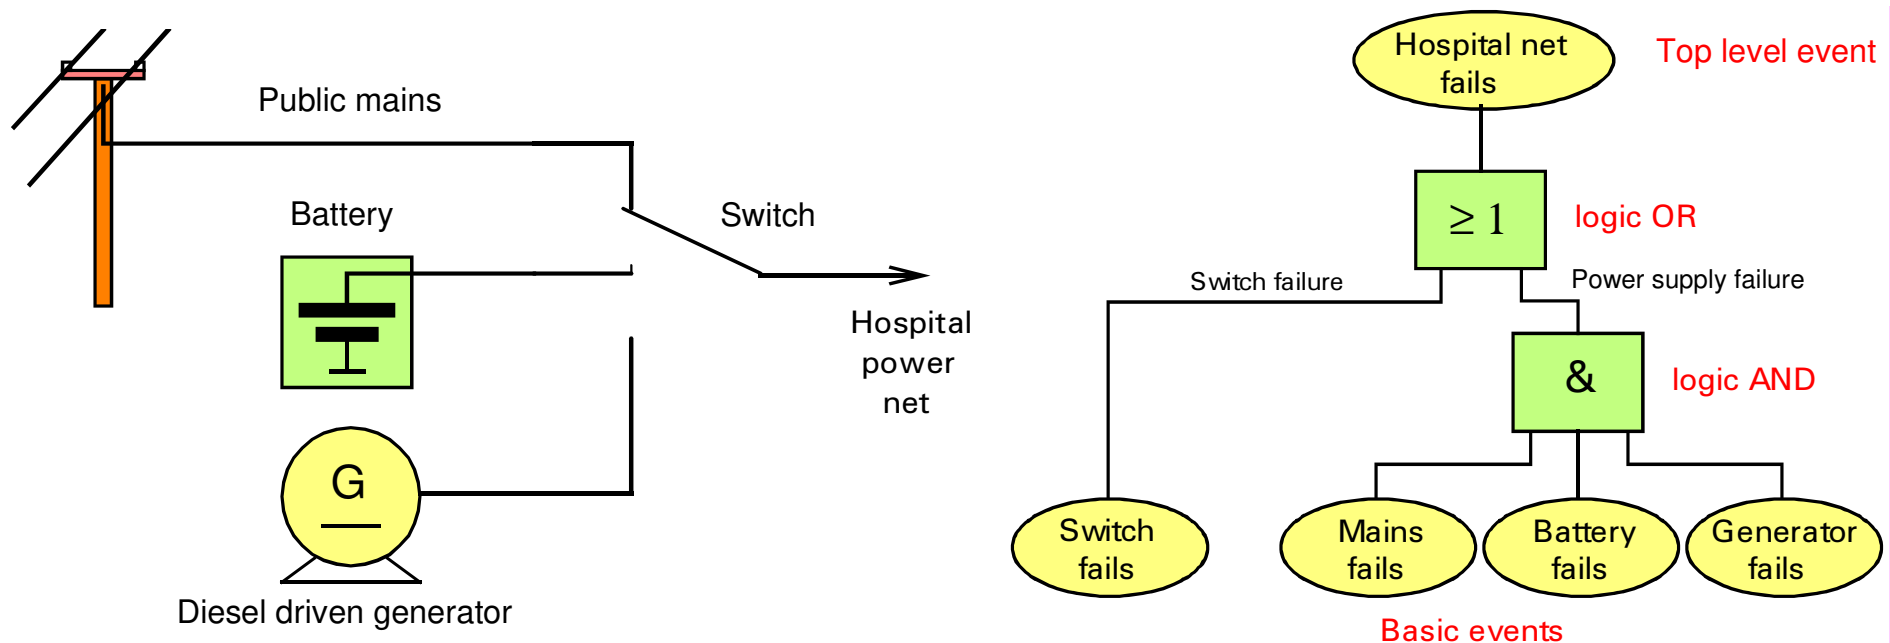 Public mains
Battery
Switch
Hospital
power
net
G
Diesel driven generator
Hospital net
fails
Top level event
≥ 1
logic OR
Switch failure
Power supply failure
&
logic AND
Switch
fails
Mains
fails
Battery
fails
Generator
fails
Basic events